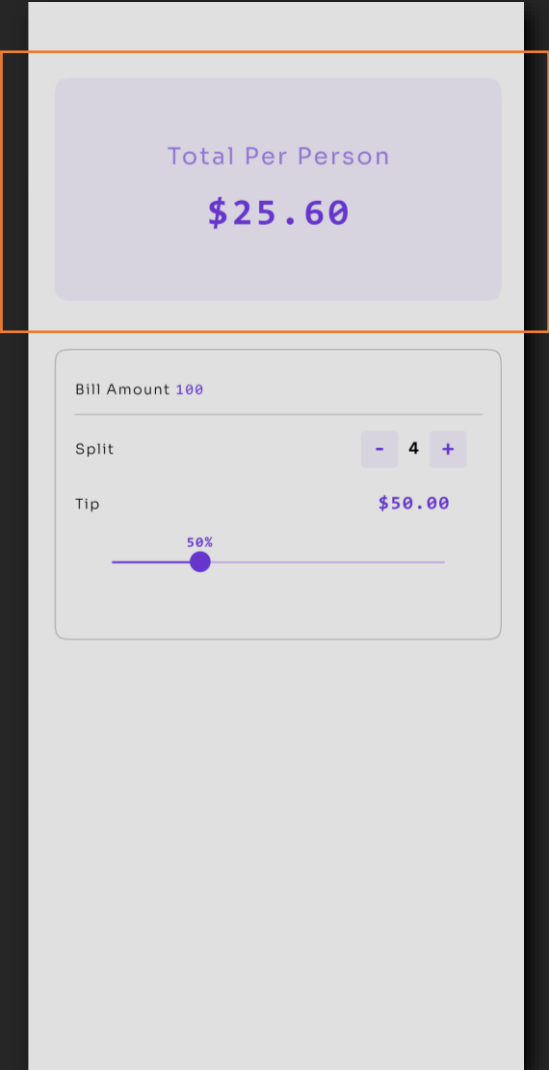 Total Per Person
$25.60
Bill Amount 100
Split - 4 +
Tip $50.00
50%